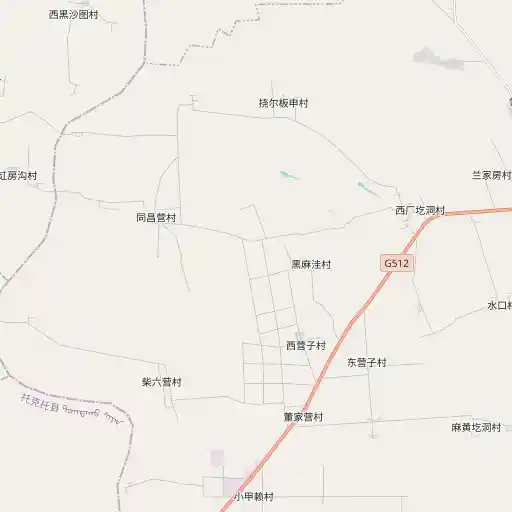 西黑沙图村
挠尔板申村
兰家房村
缸房沟村
同昌营村
西厂圪洞村
黑麻洼村
G512
水口村
西营子村
东营子村
柴六营村
托克托县
董家营村
麻黄圪洞村
小甲赖村